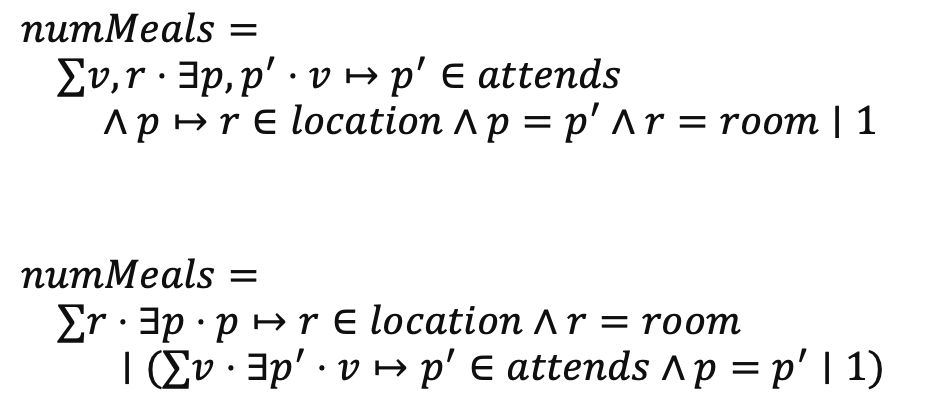 numMeals =
∑v, r · ∃p, p′ · v ↦ p′ ∈ attends
∧ p ↦ r ∈ location ∧ p = p′ ∧ r = room | 1
numMeals =
∑r · ∃p · p ↦ r ∈ location ∧ r = room
| (∑v · ∃p′ · v ↦ p′ ∈ attends ∧ p = p′ | 1)